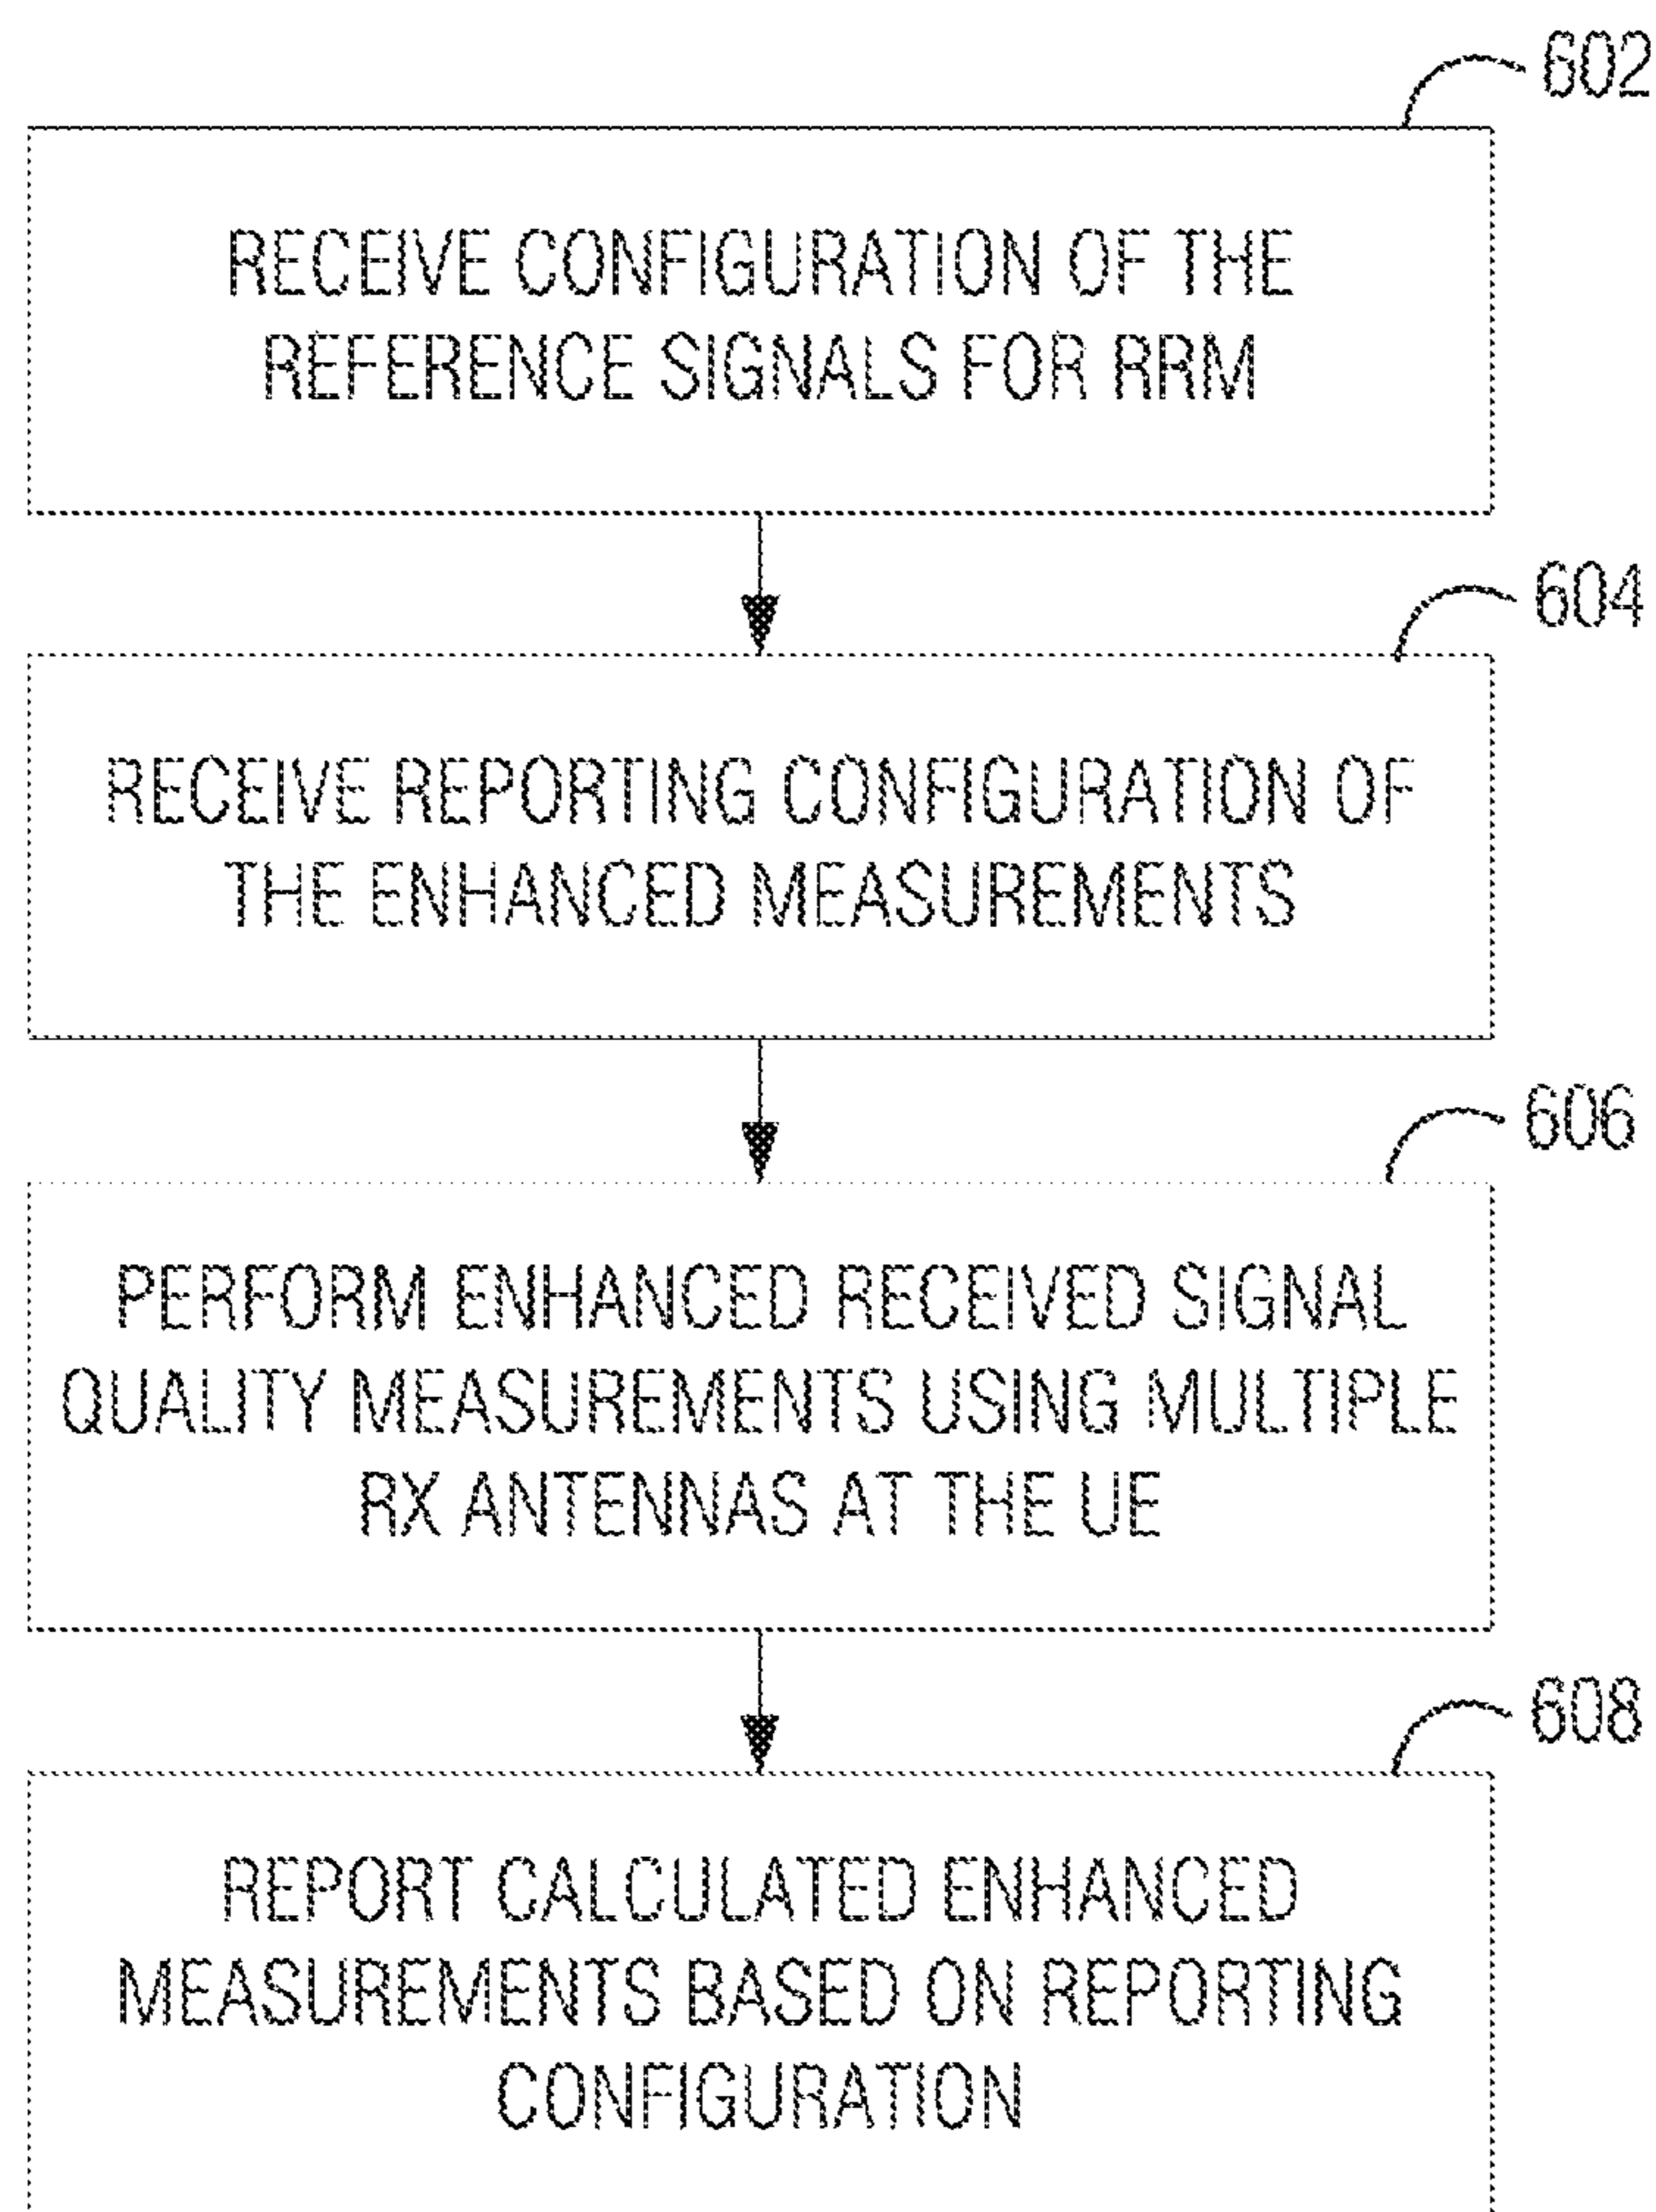 602
RECEIVE CONFIGURATION OF THE
REFERENCE SIGNALS FOR RRM
604
RECEIVE REPORTING CONFIGURATION OF
THE ENHANCED MEASUREMENTS
606
PERFORM ENHANCED RECEIVED SIGNAL
QUALITY MEASUREMENTS USING MULTIPLE
RX ANTENNAS AT THE UE
608
REPORT CALCULATED ENHANCED
MEASUREMENTS BASED ON REPORTING
CONFIGURATION